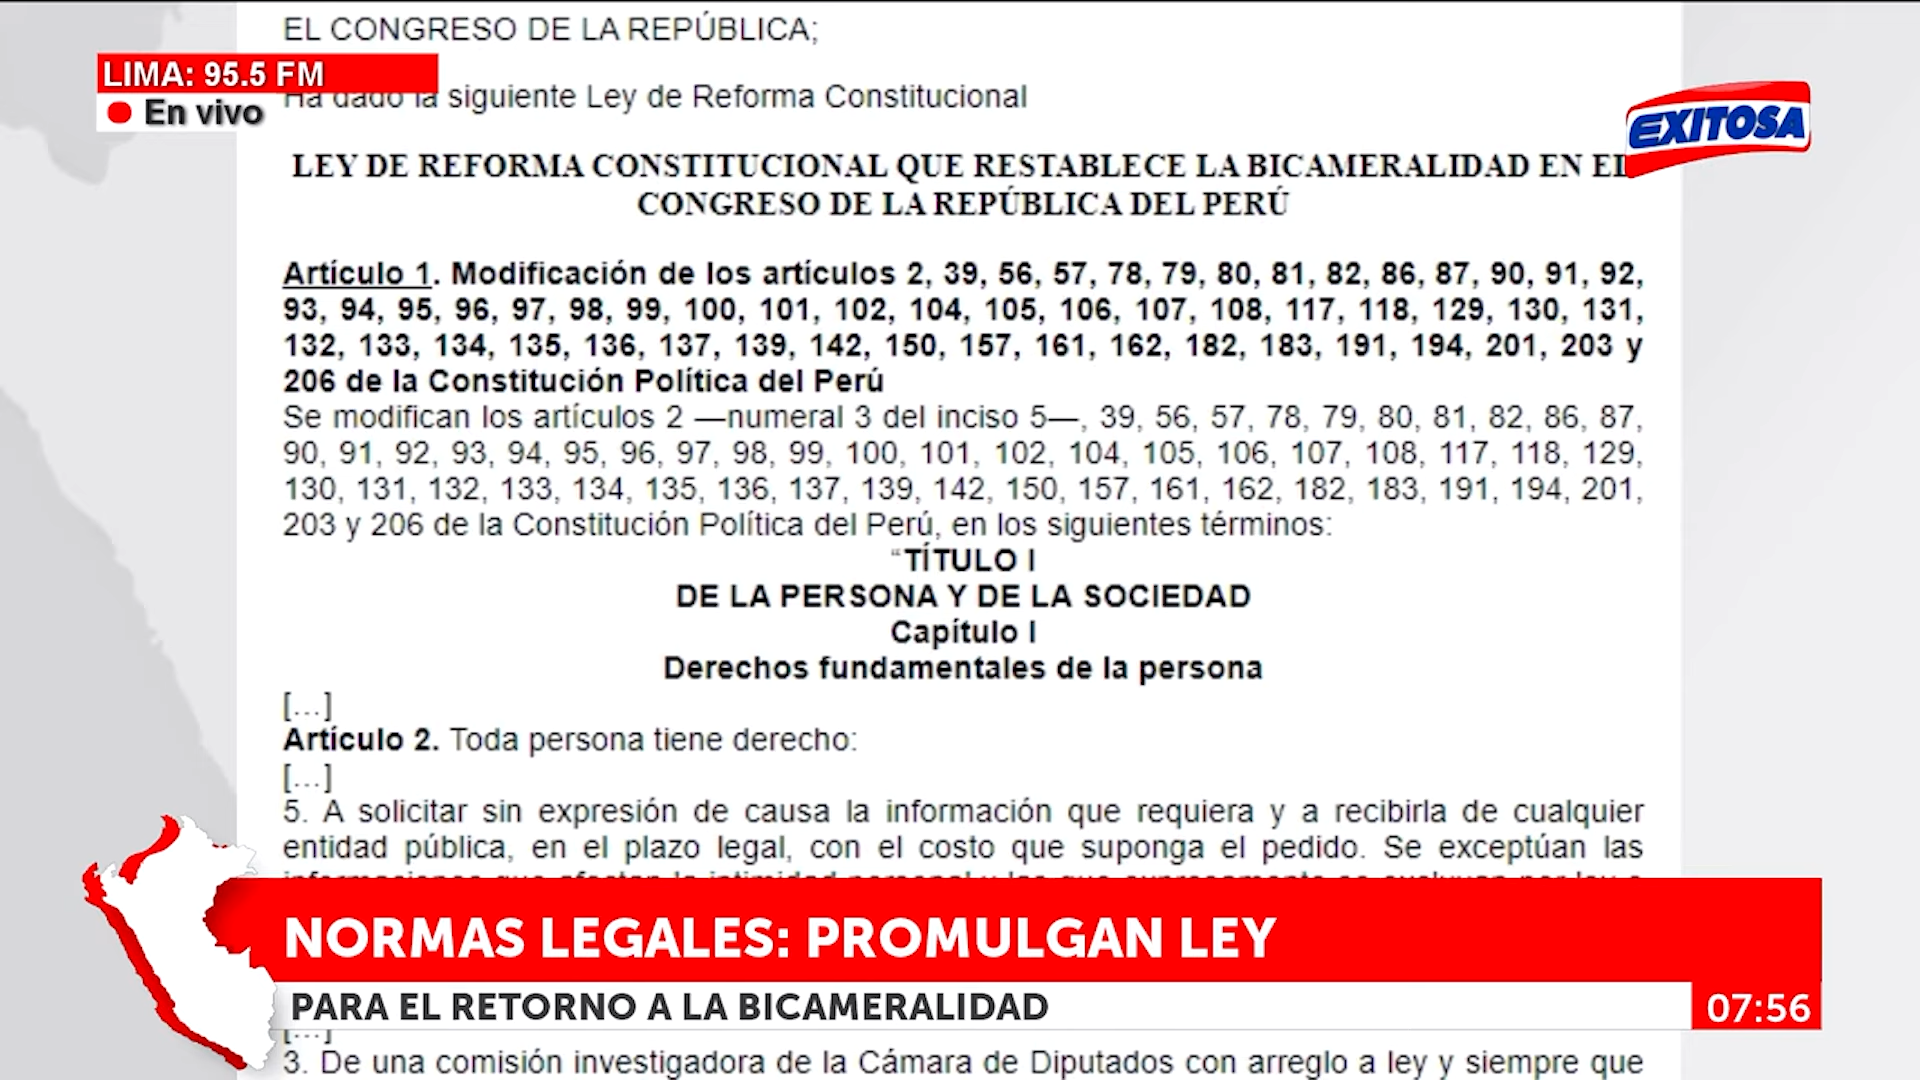 EL CONGRESO DE LA REPÚBLICA;
LIMA: 95.5 FM
En vivo
Ha dado la siguiente Ley de Reforma Constitucional
EXITOSA
LEY DE REFORMA CONSTITUCIONAL QUE RESTABLECE LA BICAMERALIDAD EN EL
CONGRESO DE LA REPÚBLICA DEL PERÚ
Artículo 1. Modificación de los artículos 2, 39, 56, 57, 78, 79, 80, 81, 82, 86, 87, 90, 91, 92,
93, 94, 95, 96, 97, 98, 99, 100, 101, 102, 104, 105, 106, 107, 108, 117, 118, 129, 130, 131,
132, 133, 134, 135, 136, 137, 139, 142, 150, 157, 161, 162, 182, 183, 191, 194, 201, 203 y
206 de la Constitución Política del Perú
Se modifican los artículos 2 —numeral 3 del inciso 5—, 39, 56, 57, 78, 79, 80, 81, 82, 86, 87,
90, 91, 92, 93, 94, 95, 96, 97, 98, 99, 100, 101, 102, 104, 105, 106, 107, 108, 117, 118, 129,
130, 131, 132, 133, 134, 135, 136, 137, 139, 142, 150, 157, 161, 162, 182, 183, 191, 194, 201,
203 y 206 de la Constitución Política del Perú, en los siguientes términos:
“TÍTULO I
DE LA PERSONA Y DE LA SOCIEDAD
Capítulo I
Derechos fundamentales de la persona
[...]
Artículo 2. Toda persona tiene derecho:
[...]
5. A solicitar sin expresión de causa la información que requiera y a recibirla de cualquier
entidad pública, en el plazo legal, con el costo que suponga el pedido. Se exceptúan las
NORMAS LEGALES: PROMULGAN LEY
PARA EL RETORNO A LA BICAMERALIDAD
07:56
[...]
3. De una comisión investigadora de la Cámara de Diputados con arreglo a ley y siempre que